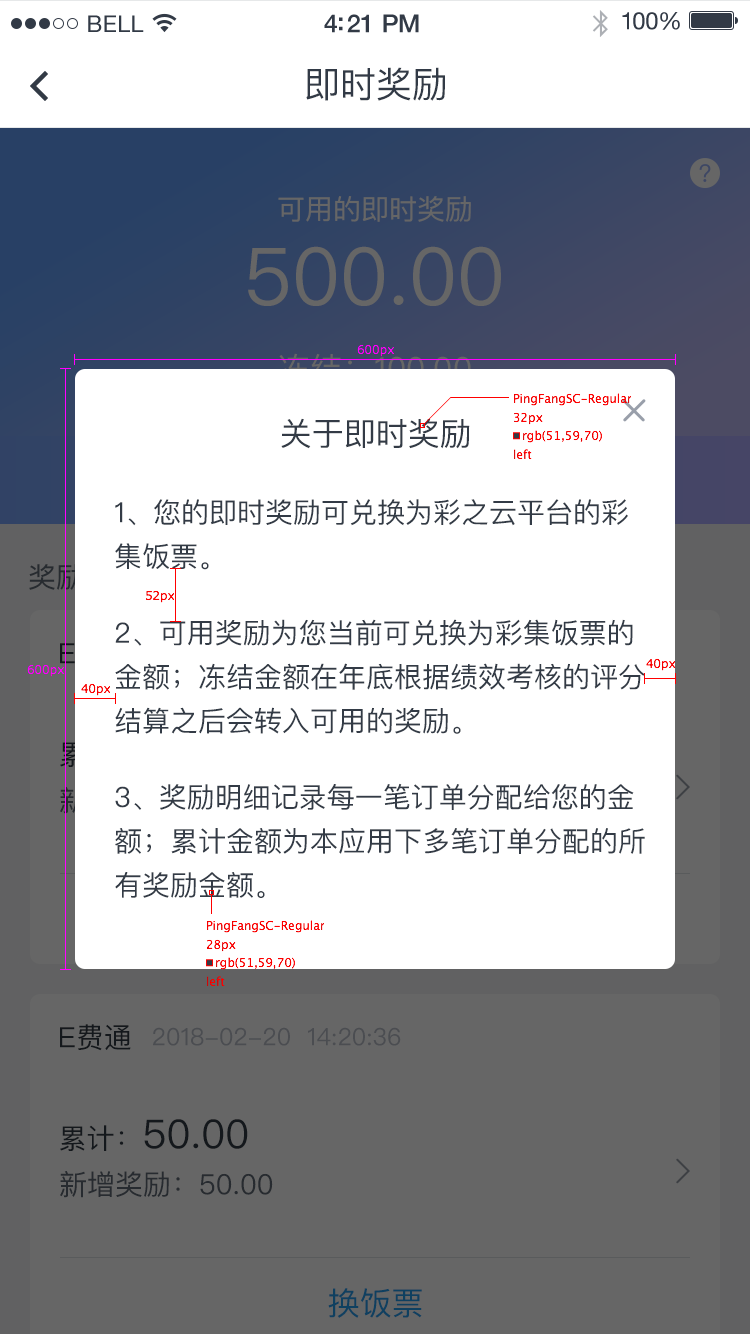 BELL 4:21 PM 100%
即时奖励
?
可用的即时奖励
500.00
600px
冻结：100.00
PingFangSC-Regular
32px
rgb(51,59,70)
left
关于即时奖励
1、您的即时奖励可兑换为彩之云平台的彩
集饭票。
奖励
52px
2、可用奖励为您当前可兑换为彩集饭票的
E
金额；冻结金额在年底根据绩效考核的评分
40px
600px
40px
结算之后会转入可用的奖励。
累
3、奖励明细记录每一笔订单分配给您的金
新
额；累计金额为本应用下多笔订单分配的所
有奖励金额。
PingFangSC-Regular
28px
rgb(51,59,70)
left
E费通 2018-02-20 14:20:36
累计：50.00
新增奖励：50.00
换饭票